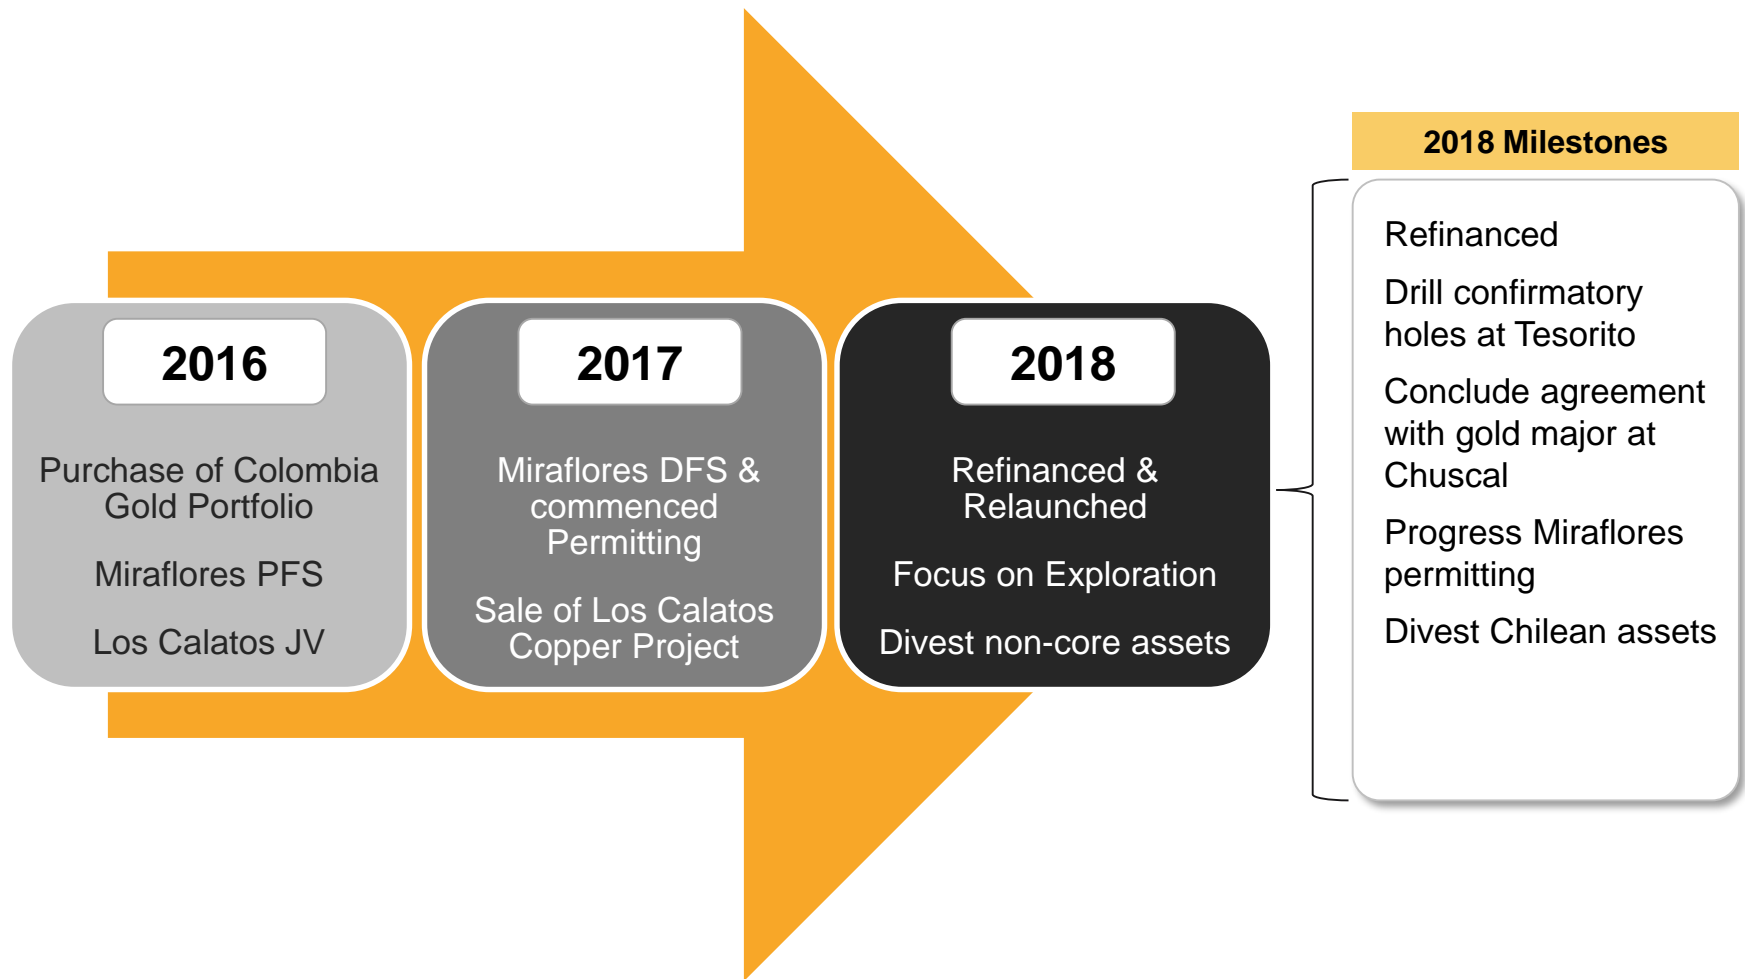 2016
Purchase of Colombia
Gold Portfolio
Miraflores PFS
Los Calatos JV
2017
Miraflores DFS &
commenced
Permitting
Sale of Los Calatos
Copper Project
2018
Refinanced &
Relaunched
Focus on Exploration
Divest non-core assets
2018 Milestones
Refinanced
Drill confirmatory
holes at Tesorito
Conclude agreement
with gold major at
Chuscal
Progress Miraflores
permitting
Divest Chilean assets